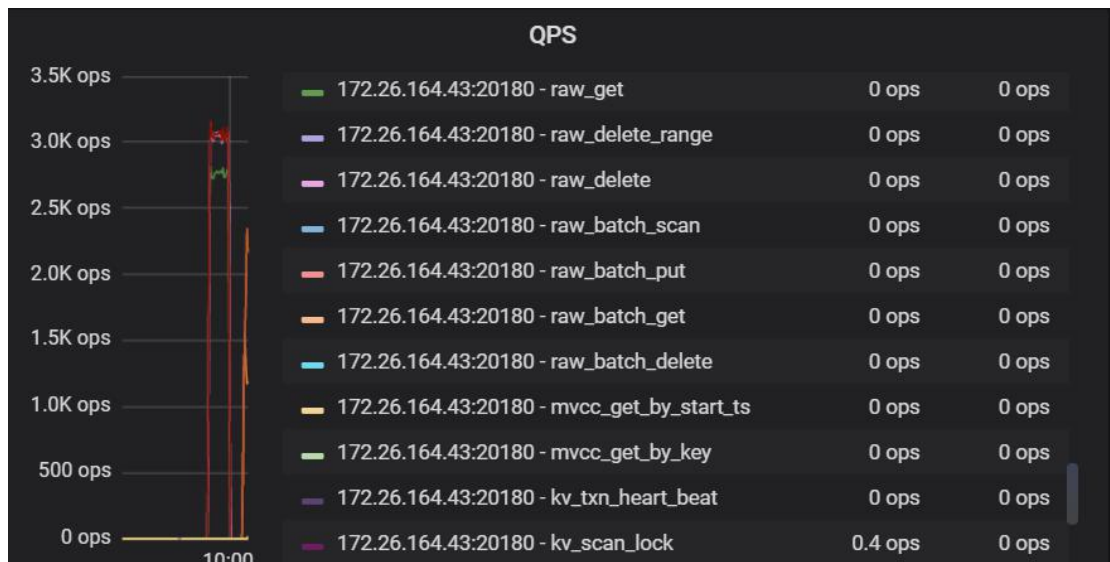 QPS
3.5K ops
3.0K ops
2.5K ops
2.0K ops
1.5K ops
1.0K ops
500 ops
0 ops
10:00
172.26.164.43:20180 - raw_get 0 ops 0 ops
172.26.164.43:20180 - raw_delete_range 0 ops 0 ops
172.26.164.43:20180 - raw_delete 0 ops 0 ops
172.26.164.43:20180 - raw_batch_scan 0 ops 0 ops
172.26.164.43:20180 - raw_batch_put 0 ops 0 ops
172.26.164.43:20180 - raw_batch_get 0 ops 0 ops
172.26.164.43:20180 - raw_batch_delete 0 ops 0 ops
172.26.164.43:20180 - mvcc_get_by_start_ts 0 ops 0 ops
172.26.164.43:20180 - mvcc_get_by_key 0 ops 0 ops
172.26.164.43:20180 - kv_txn_heart_beat 0 ops 0 ops
172.26.164.43:20180 - kv_scan_lock 0.4 ops 0 ops